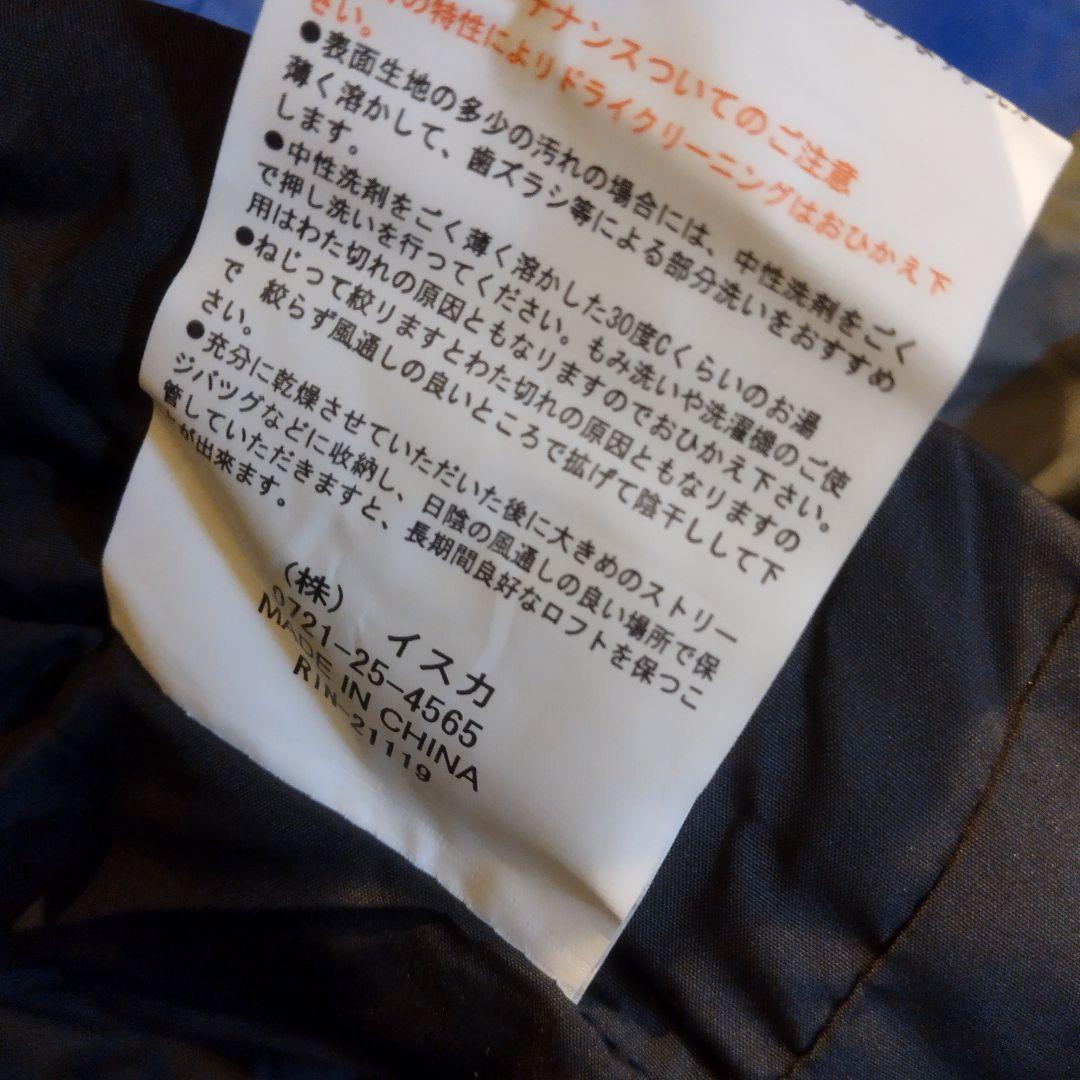 テナンスついてのご注意
の特性によりドライクリーニングはおひかえ下
さい。
●表面生地の多少の汚れの場合には、中性洗剤をごく
薄く溶かして、歯ズラシ等による部分洗いをおすすめ
します。
●中性洗剤をごく薄く溶かした30度Cくらいのお湯
で押し洗いを行ってください。もみ洗いや洗濯機のご使
用はわた切れの原因ともなりますのでおひかえ下さい。
●ねじって絞りますとわた切れの原因ともなりますの
で 絞らず風通しの良いところで拡げて陰干しして下
さい。
●充分に乾燥させていただいた後に大きめのストリー
ジバッグなどに収納し、日陰の風通しの良い場所で保
管していただきますと、長期間良好なロフトを保つこ
とが出来ます。
(株) イスカ
0721-25-4565
MADE IN CHINA
RIN-21119